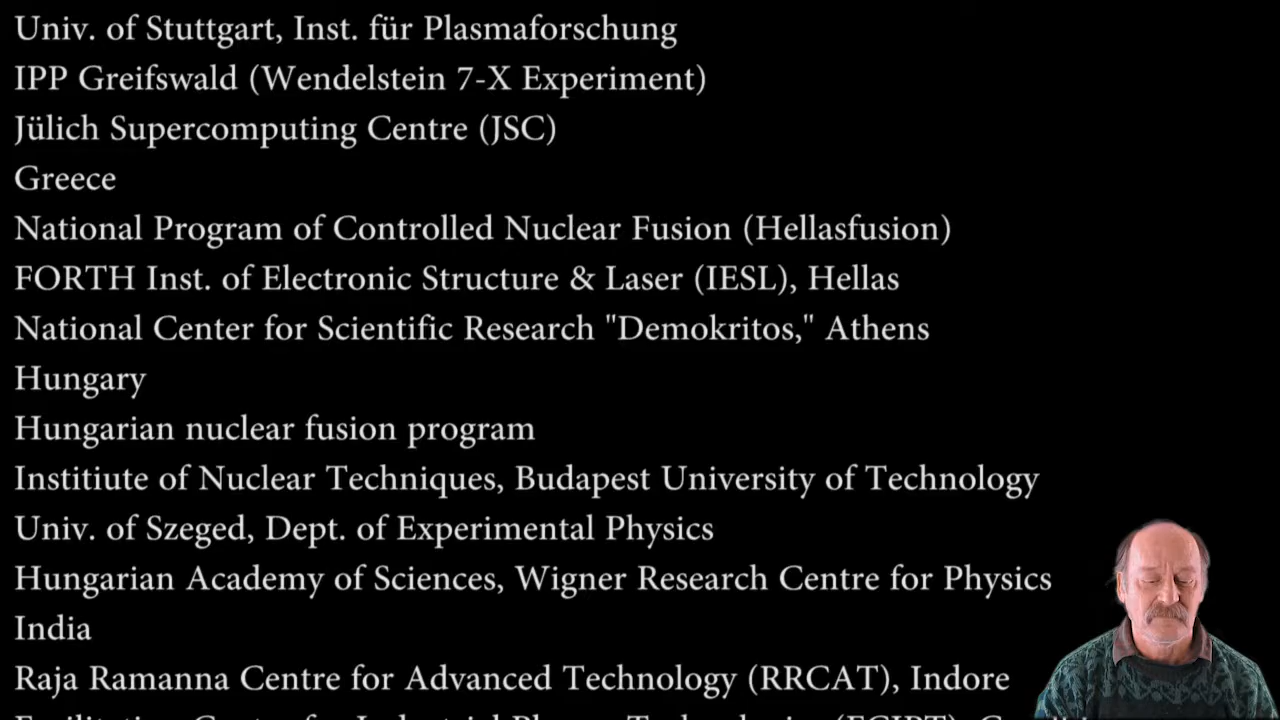 Univ. of Stuttgart, Inst. für Plasmaforschung
IPP Greifswald (Wendelstein 7-X Experiment)
Jülich Supercomputing Centre (JSC)
Greece
National Program of Controlled Nuclear Fusion (Hellasfusion)
FORTH Inst. of Electronic Structure & Laser (IESL), Hellas
National Center for Scientific Research "Demokritos," Athens
Hungary
Hungarian nuclear fusion program
Institiute of Nuclear Techniques, Budapest University of Technology
Univ. of Szeged, Dept. of Experimental Physics
Hungarian Academy of Sciences, Wigner Research Centre for Physics
India
Raja Ramanna Centre for Advanced Technology (RRCAT), Indore